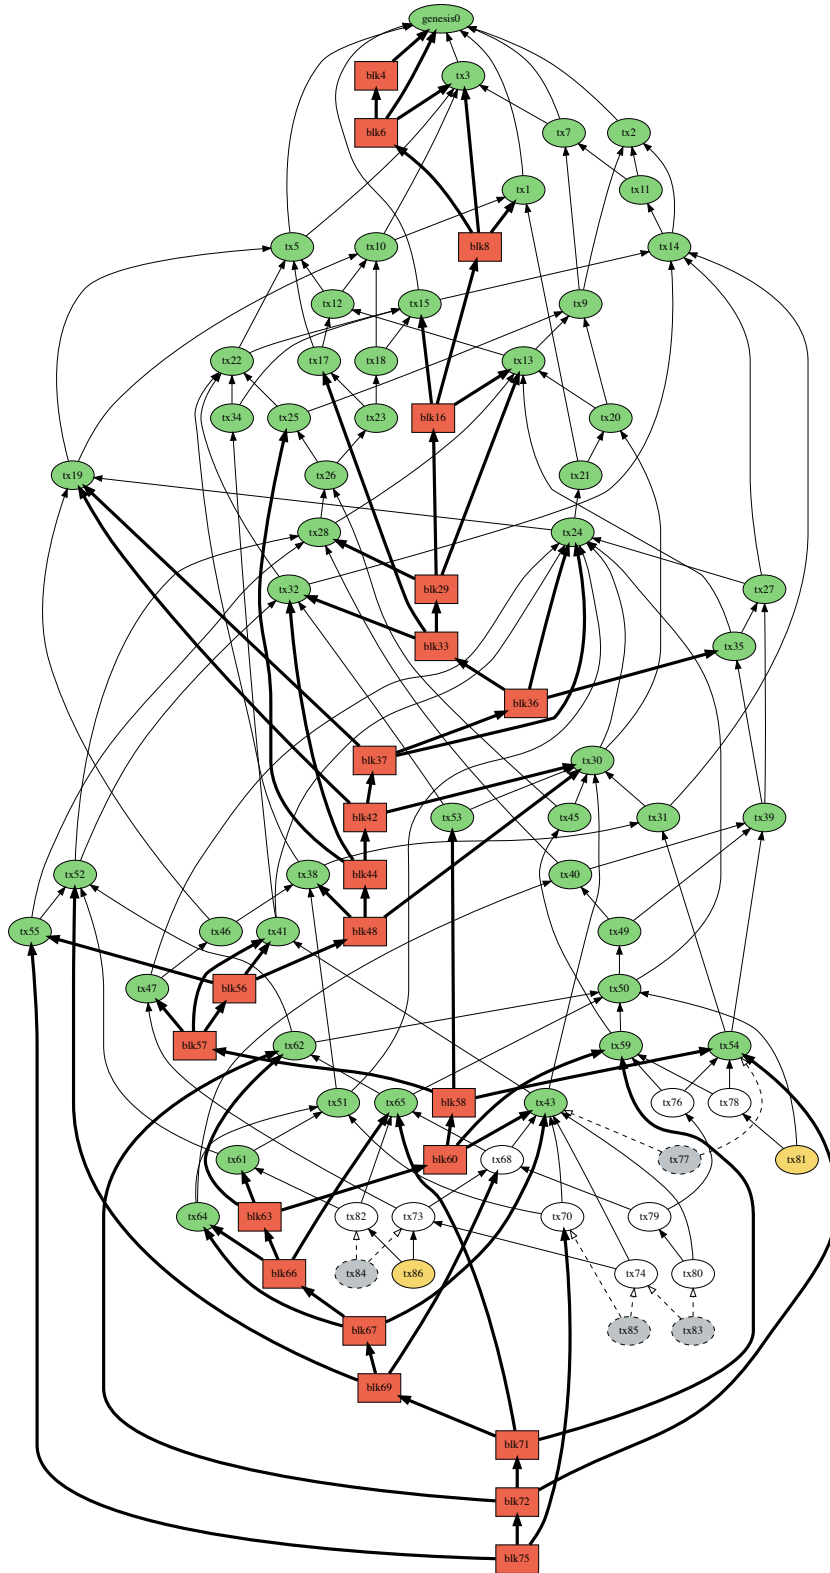 genesis0
blk4
tx3
blk6
tx7
tx2
tx1
tx11
tx5
tx10
blk8
tx14
tx12
tx15
tx9
tx22
tx17
tx18
tx13
tx34
tx25
tx23
blk16
tx20
tx19
tx26
tx21
tx28
tx24
tx32
blk29
tx27
blk33
tx35
blk36
blk37
tx30
blk42
tx53
tx45
tx31
tx39
tx52
tx38
blk44
tx40
tx55
tx46
tx41
blk48
tx49
tx47
blk56
tx50
blk57
tx62
tx59
tx54
tx51
tx65
blk58
tx43
tx76
tx78
tx61
blk60
tx68
tx77
tx81
tx64
blk63
tx82
tx73
tx70
tx79
blk66
tx84
tx86
tx74
tx80
blk67
tx85
tx83
blk69
blk71
blk72
blk75